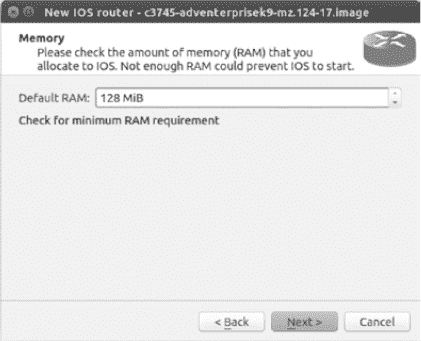 New IOS router - c3745-adventerprisek9-mz.124-17.image
Memory
Please check the amount of memory (RAM) that you
allocate to IOS. Not enough RAM could prevent IOS to start.
Default RAM: 128 MiB
Check for minimum RAM requirement
< Back Next > Cancel